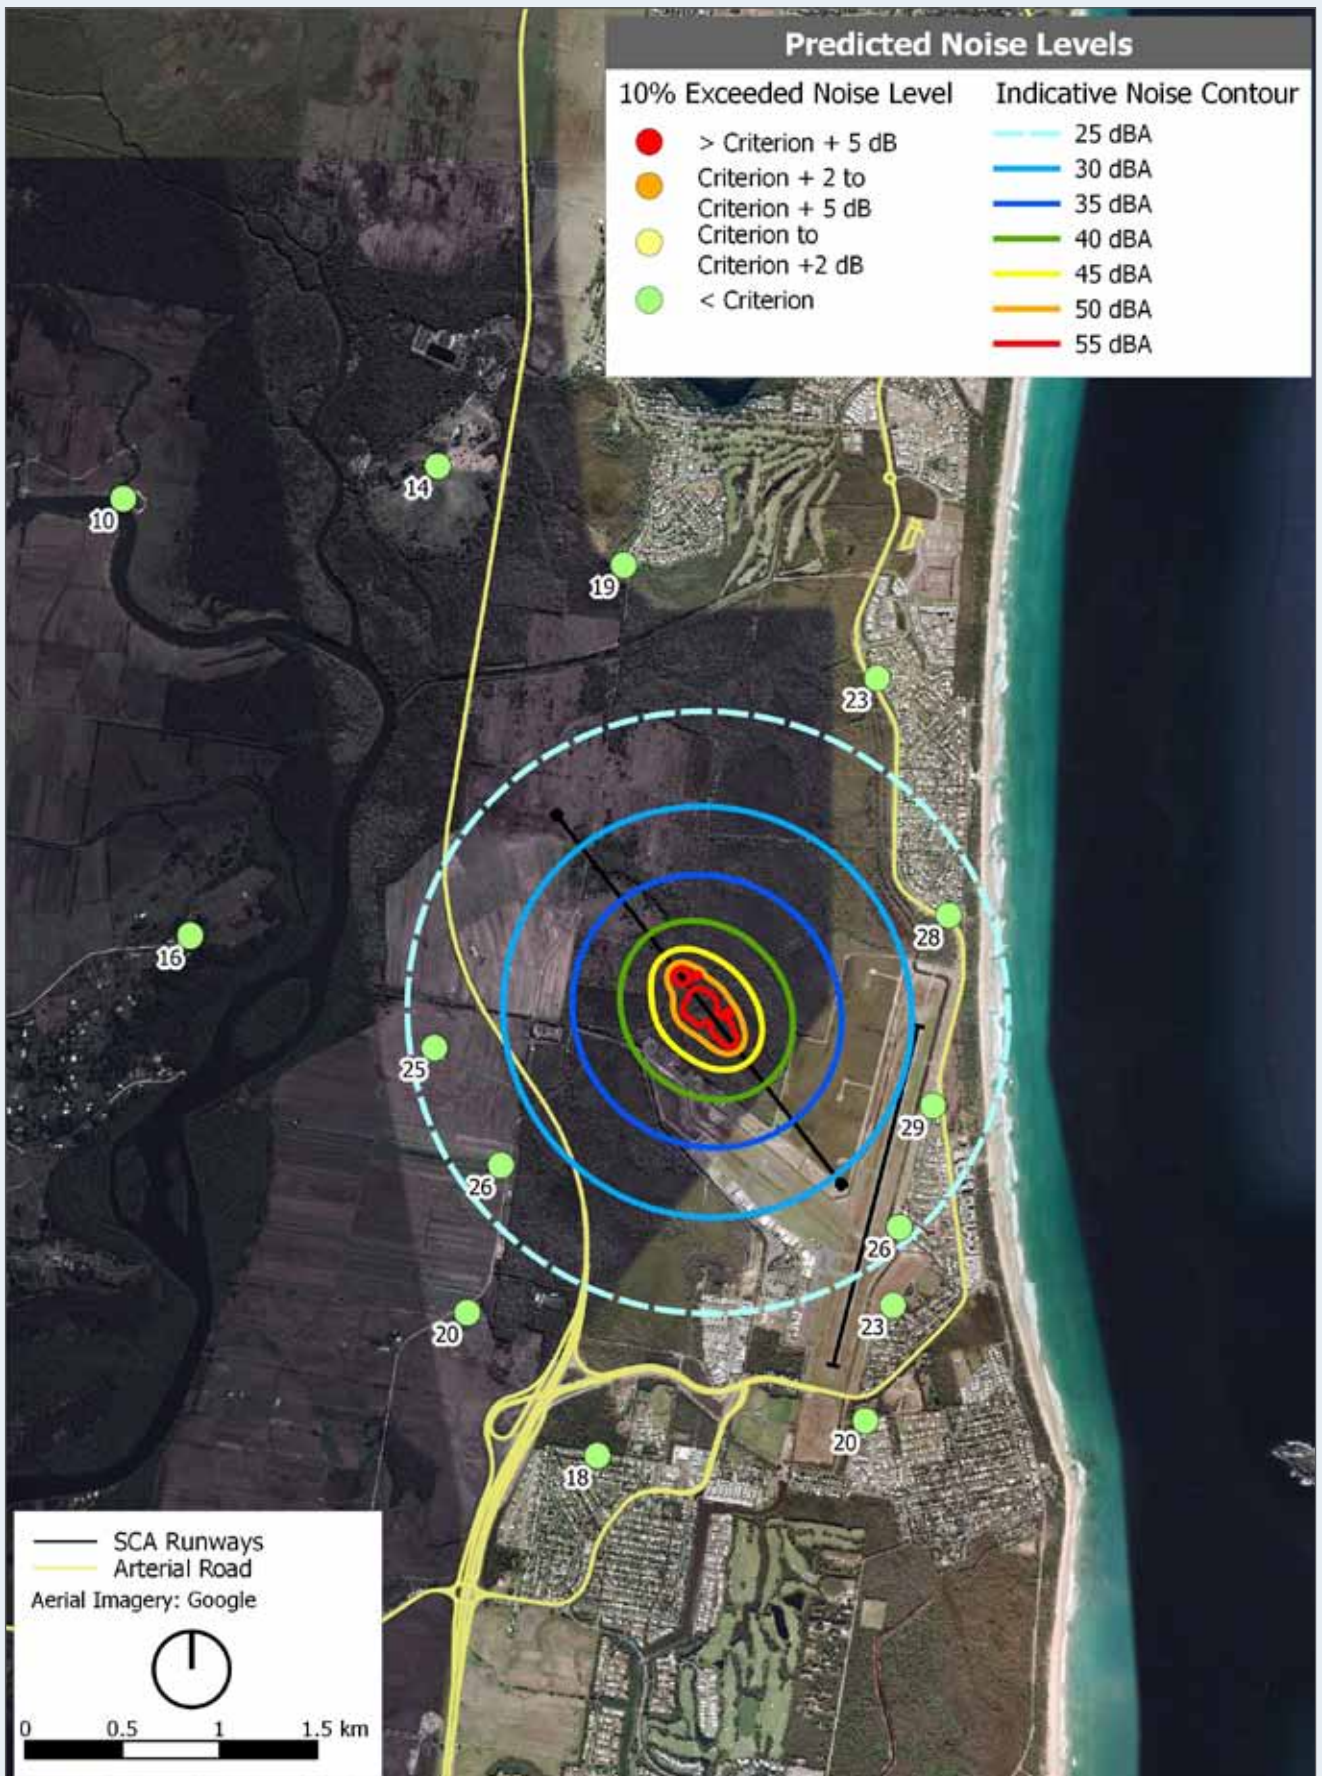 Predicted Noise Levels
10% Exceeded Noise Level
> Criterion + 5 dB
Criterion + 2 to
Criterion + 5 dB
Criterion to
Criterion +2 dB
< Criterion
Indicative Noise Contour
25 dBA
30 dBA
35 dBA
40 dBA
45 dBA
50 dBA
55 dBA
14
10
19
23
28
16
25
29
26
26
23
20
20
18
SCA Runways
Arterial Road
Aerial Imagery: Google
0 0.5 1 1.5 km